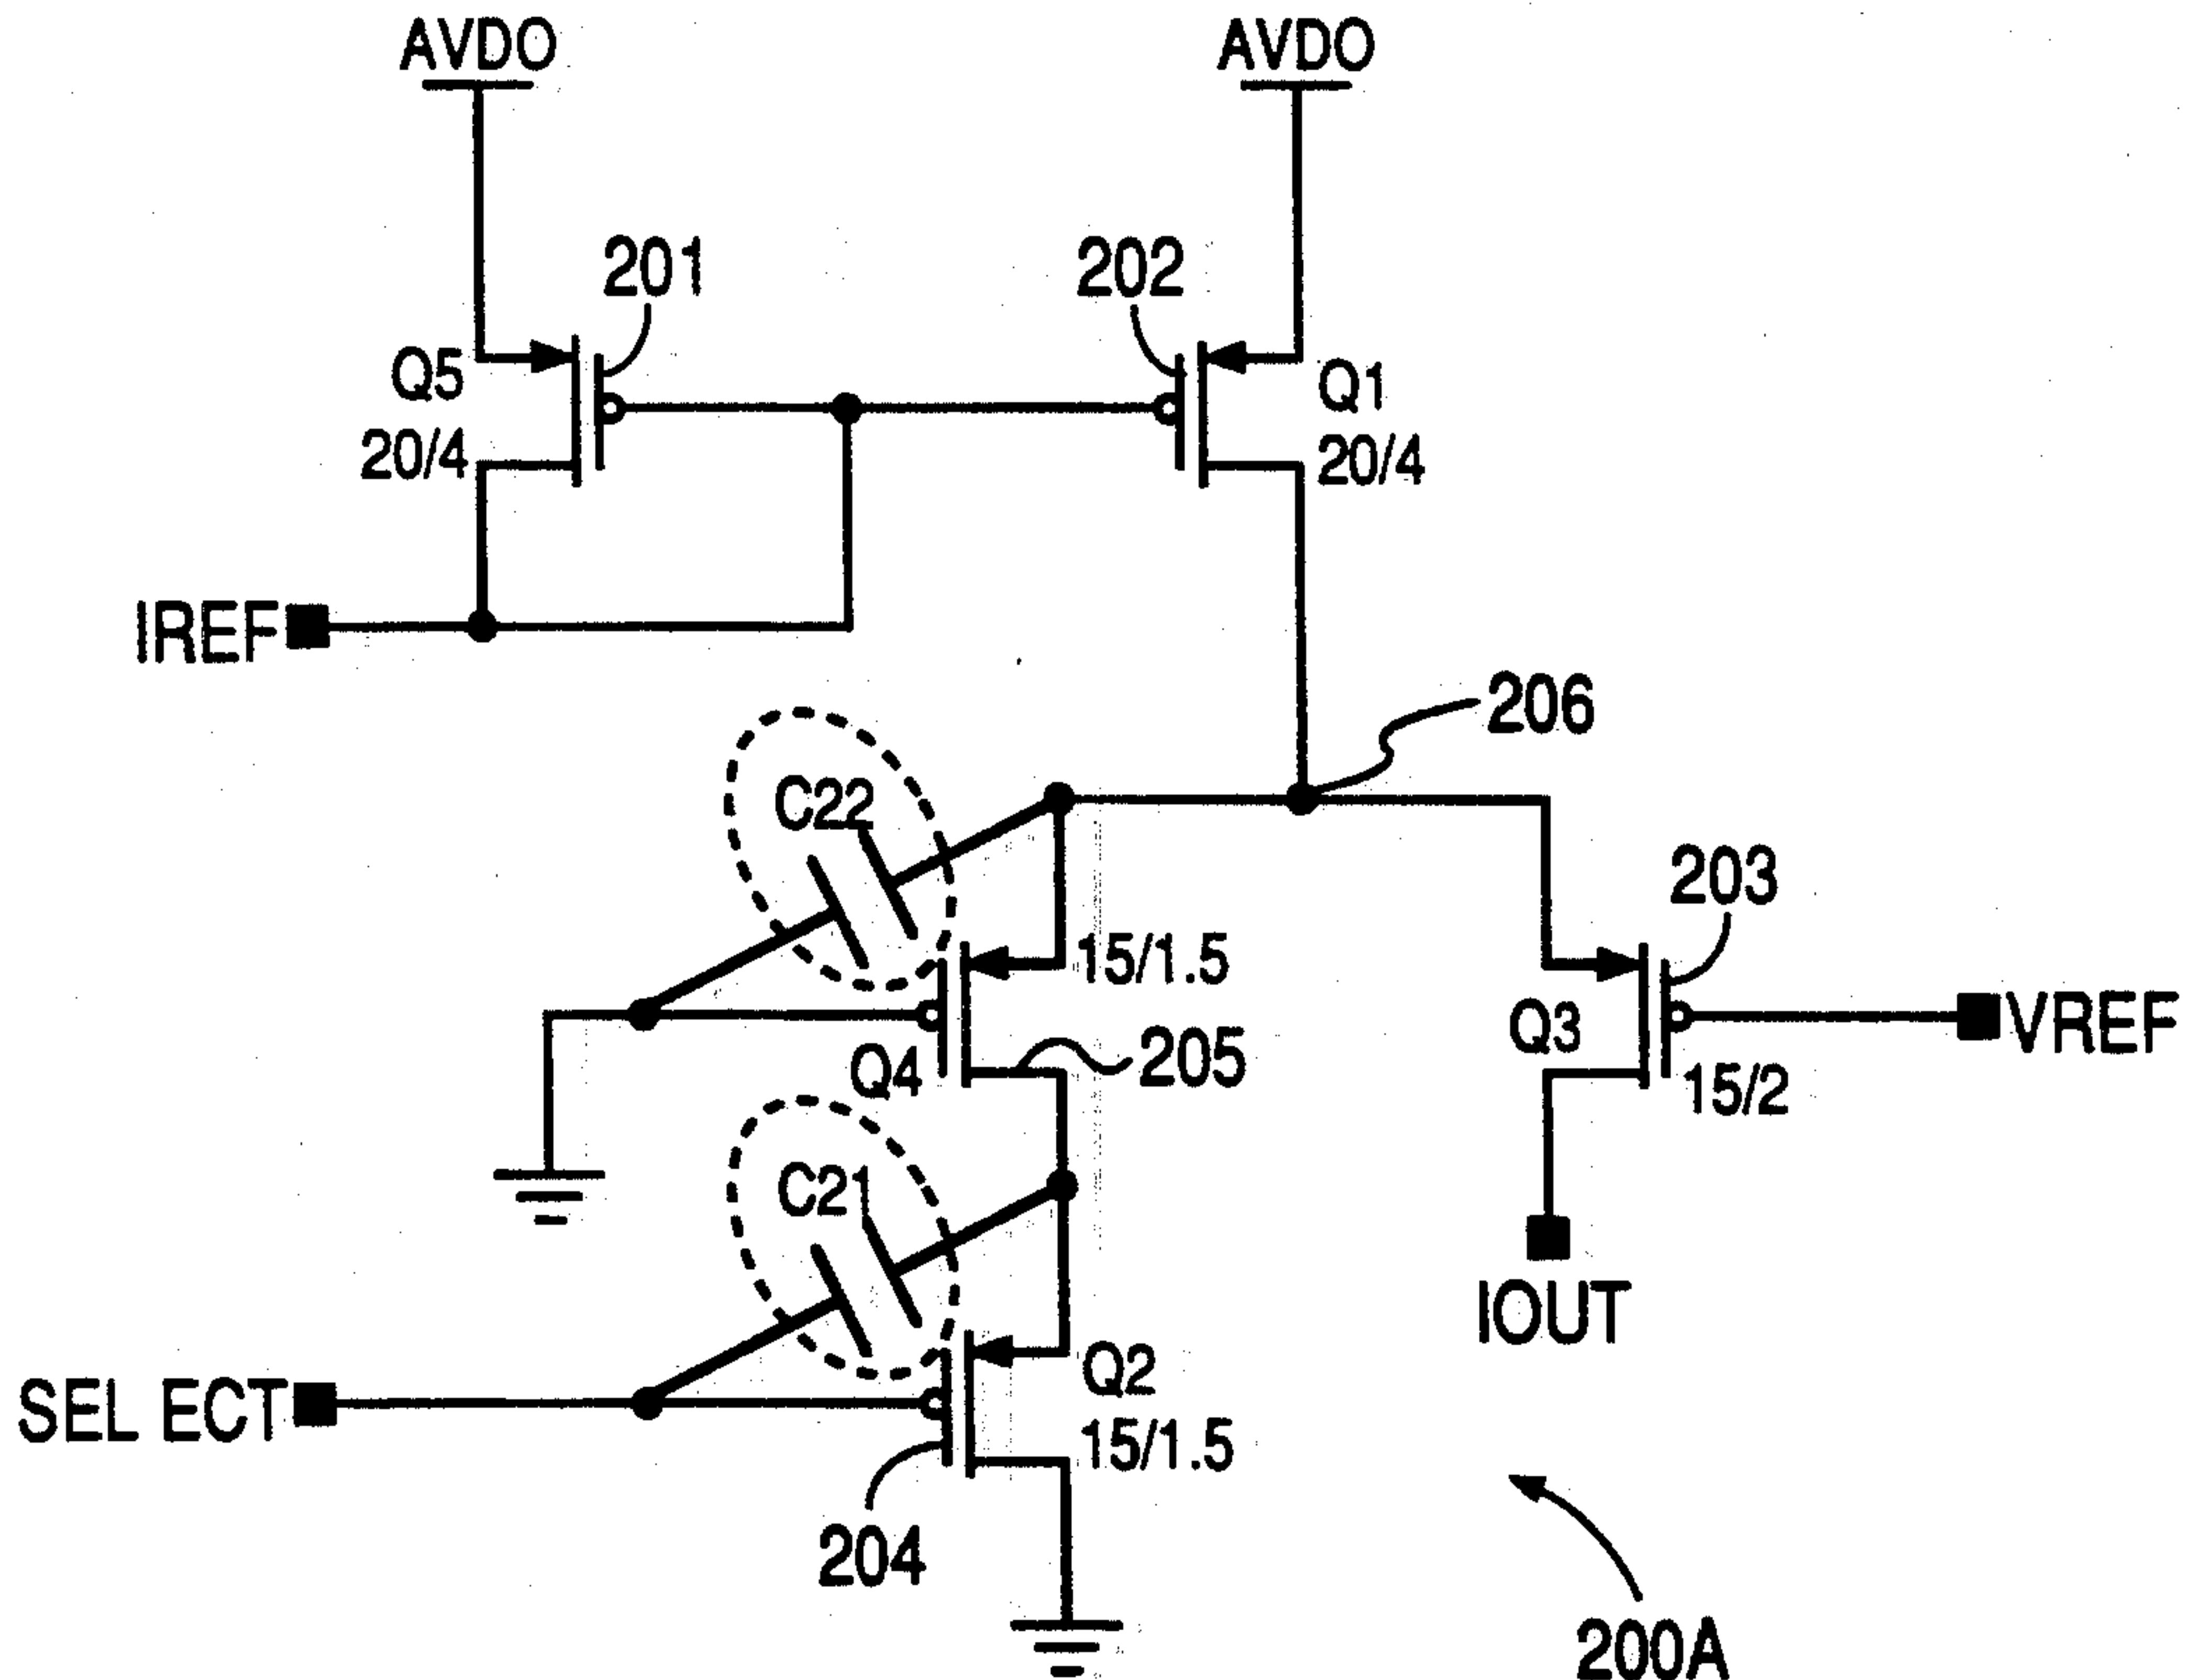 AVDO AVDO
201 202
Q5 Q1
20/4 20/4
IREF
206
C22
203
15/1.5
VREF
Q3
Q4 205
15/2
C21
IOUT
Q2
SEL ECT
15/1.5
204
200A